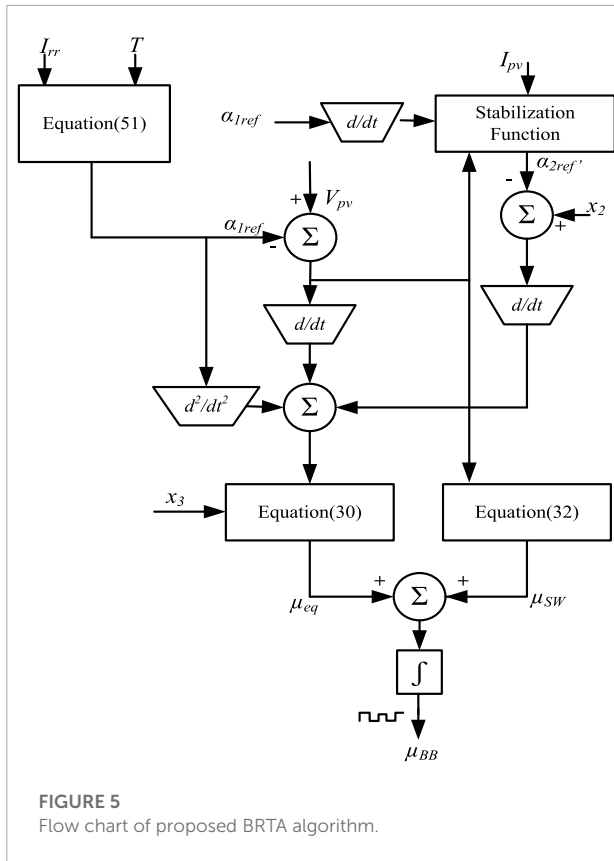 I_rr
T
I_pv
Equation(51)
α_1ref
d/dt
Stabilization
Function
α_2ref'
-
+
V_pv
Σ
x_2
+
α_1ref
-
Σ
d/dt
d/dt
d²/dt²
Σ
x_3
Equation(30)
Equation(32)
+
+
μ_eq
Σ
μ_SW
∫
μ_BB
FIGURE 5
Flow chart of proposed BRTA algorithm.